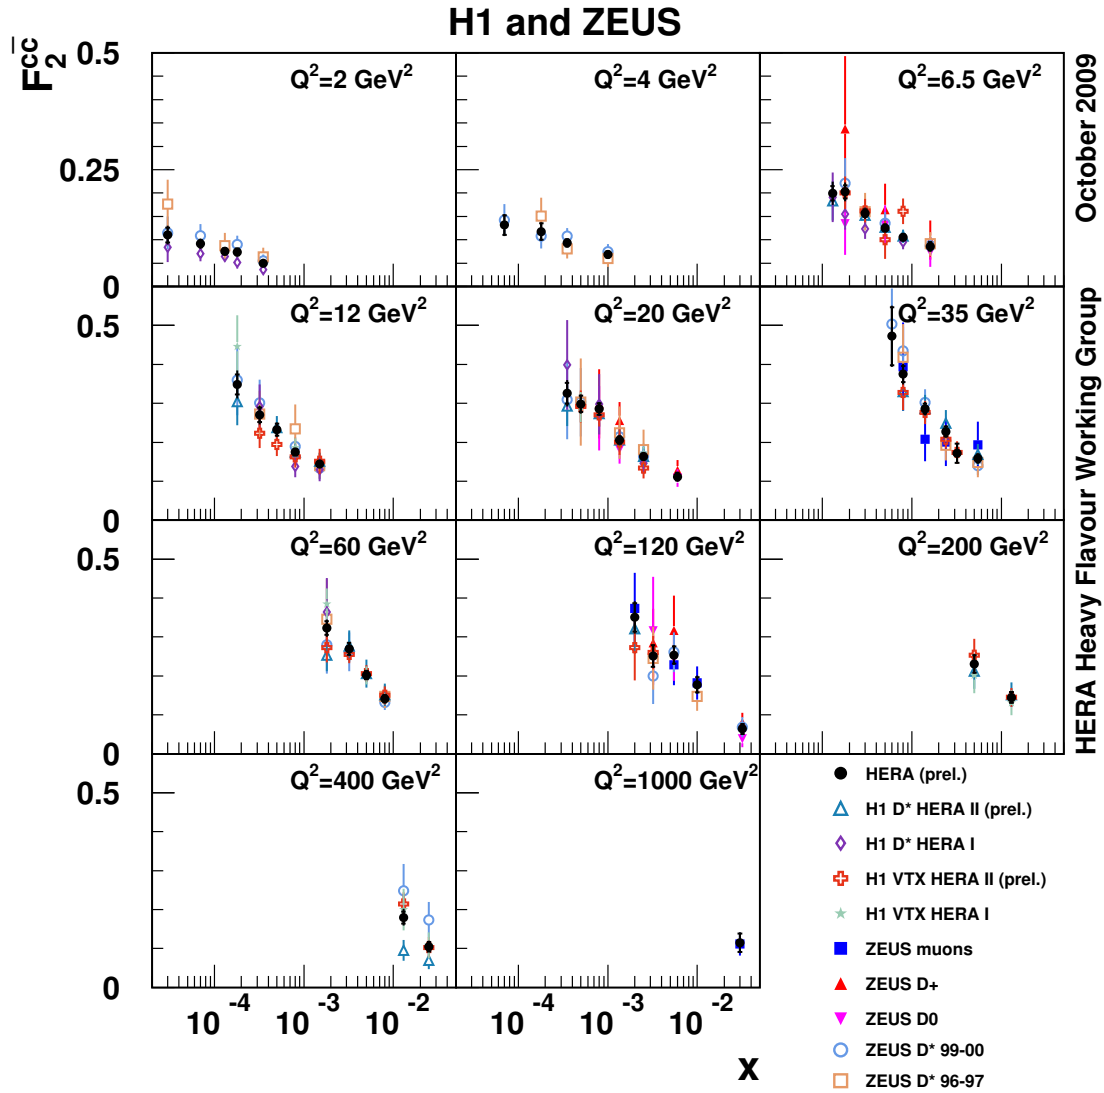 H1 and ZEUS
F₂^cc̅
0.5
0.25
0
Q²=2 GeV²
Q²=4 GeV²
Q²=6.5 GeV²
October 2009
0.5
0
Q²=12 GeV²
Q²=20 GeV²
Q²=35 GeV²
HERA Heavy Flavour Working Group
0.5
0
Q²=60 GeV²
Q²=120 GeV²
Q²=200 GeV²
0.5
0
Q²=400 GeV²
Q²=1000 GeV²
10⁻⁴ 10⁻³ 10⁻² 10⁻⁴ 10⁻³ 10⁻²
x
HERA (prel.)
H1 D* HERA II (prel.)
H1 D* HERA I
H1 VTX HERA II (prel.)
H1 VTX HERA I
ZEUS muons
ZEUS D+
ZEUS D0
ZEUS D* 99-00
ZEUS D* 96-97